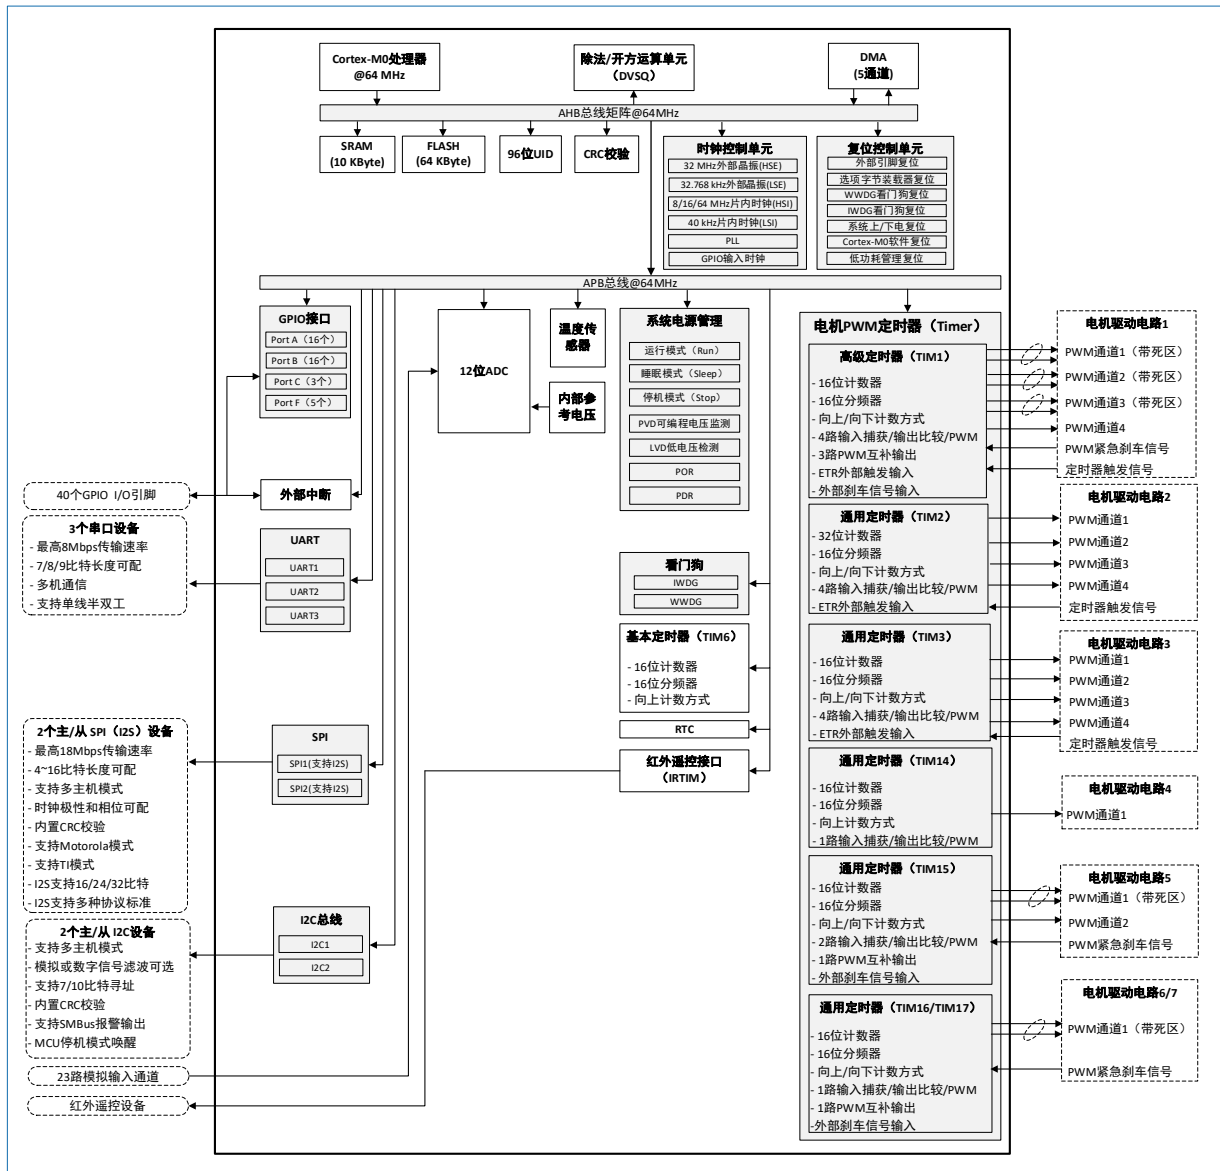 Cortex-M0处理器
@64 MHz
除法/开方运算单元
（DVSQ）
DMA
(5通道)
AHB总线矩阵@64MHz
SRAM
(10 KByte)
FLASH
(64 KByte)
96位UID
CRC校验
时钟控制单元
32 MHz外部晶振(HSE)
32.768 kHz外部晶振(LSE)
8/16/64 MHz片内时钟(HSI)
40 kHz片内时钟(LSI)
PLL
GPIO输入时钟
复位控制单元
外部引脚复位
选项字节装载器复位
WWDG看门狗复位
IWDG看门狗复位
系统上/下电复位
Cortex-M0软件复位
低功耗管理复位
APB总线@64MHz
GPIO接口
Port A（16个）
Port B（16个）
Port C（3个）
Port F（5个）
12位ADC
温度传
感器
内部参
考电压
系统电源管理
运行模式（Run）
睡眠模式（Sleep）
停机模式（Stop）
PVD可编程电压监测
LVD低电压检测
POR
PDR
电机PWM定时器（Timer）
高级定时器（TIM1）
- 16位计数器
- 16位分频器
- 向上/向下计数方式
- 4路输入捕获/输出比较/PWM
- 3路PWM互补输出
- ETR外部触发输入
- 外部刹车信号输入
电机驱动电路1
PWM通道1（带死区）
PWM通道2（带死区）
PWM通道3（带死区）
PWM通道4
PWM紧急刹车信号
定时器触发信号
40个GPIO I/O引脚
外部中断
3个串口设备
- 最高8Mbps传输速率
- 7/8/9比特长度可配
- 多机通信
- 支持单线半双工
UART
UART1
UART2
UART3
通用定时器（TIM2）
- 32位计数器
- 16位分频器
- 向上/向下计数方式
- 4路输入捕获/输出比较/PWM
- ETR外部触发输入
电机驱动电路2
PWM通道1
PWM通道2
PWM通道3
PWM通道4
定时器触发信号
看门狗
IWDG
WWDG
基本定时器（TIM6）
- 16位计数器
- 16位分频器
- 向上计数方式
RTC
红外遥控接口
（IRTIM）
通用定时器（TIM3）
- 16位计数器
- 16位分频器
- 向上/向下计数方式
- 4路输入捕获/输出比较/PWM
- ETR外部触发输入
电机驱动电路3
PWM通道1
PWM通道2
PWM通道3
PWM通道4
定时器触发信号
2个主/从 SPI（I2S）设备
- 最高18Mbps传输速率
- 4~16比特长度可配
- 支持多主机模式
- 时钟极性和相位可配
- 内置CRC校验
- 支持Motorola模式
- 支持TI模式
- I2S支持16/24/32比特
- I2S支持多种协议标准
SPI
SPI1(支持I2S)
SPI2(支持I2S)
通用定时器（TIM14）
- 16位计数器
- 16位分频器
- 向上计数方式
- 1路输入捕获/输出比较/PWM
电机驱动电路4
PWM通道1
通用定时器（TIM15）
- 16位计数器
- 16位分频器
- 向上/向下计数方式
- 2路输入捕获/输出比较/PWM
- 1路PWM互补输出
- 外部刹车信号输入
电机驱动电路5
PWM通道1（带死区）
PWM通道2
PWM紧急刹车信号
2个主/从 I2C设备
- 支持多主机模式
- 模拟或数字信号滤波可选
- 支持7/10比特寻址
- 内置CRC校验
- 支持SMBus报警输出
- MCU停机模式唤醒
I2C总线
I2C1
I2C2
通用定时器（TIM16/TIM17）
- 16位计数器
- 16位分频器
- 向上/向下计数方式
- 1路输入捕获/输出比较/PWM
- 1路PWM互补输出
-外部刹车信号输入
电机驱动电路6/7
PWM通道1（带死区）
PWM紧急刹车信号
23路模拟输入通道
红外遥控设备